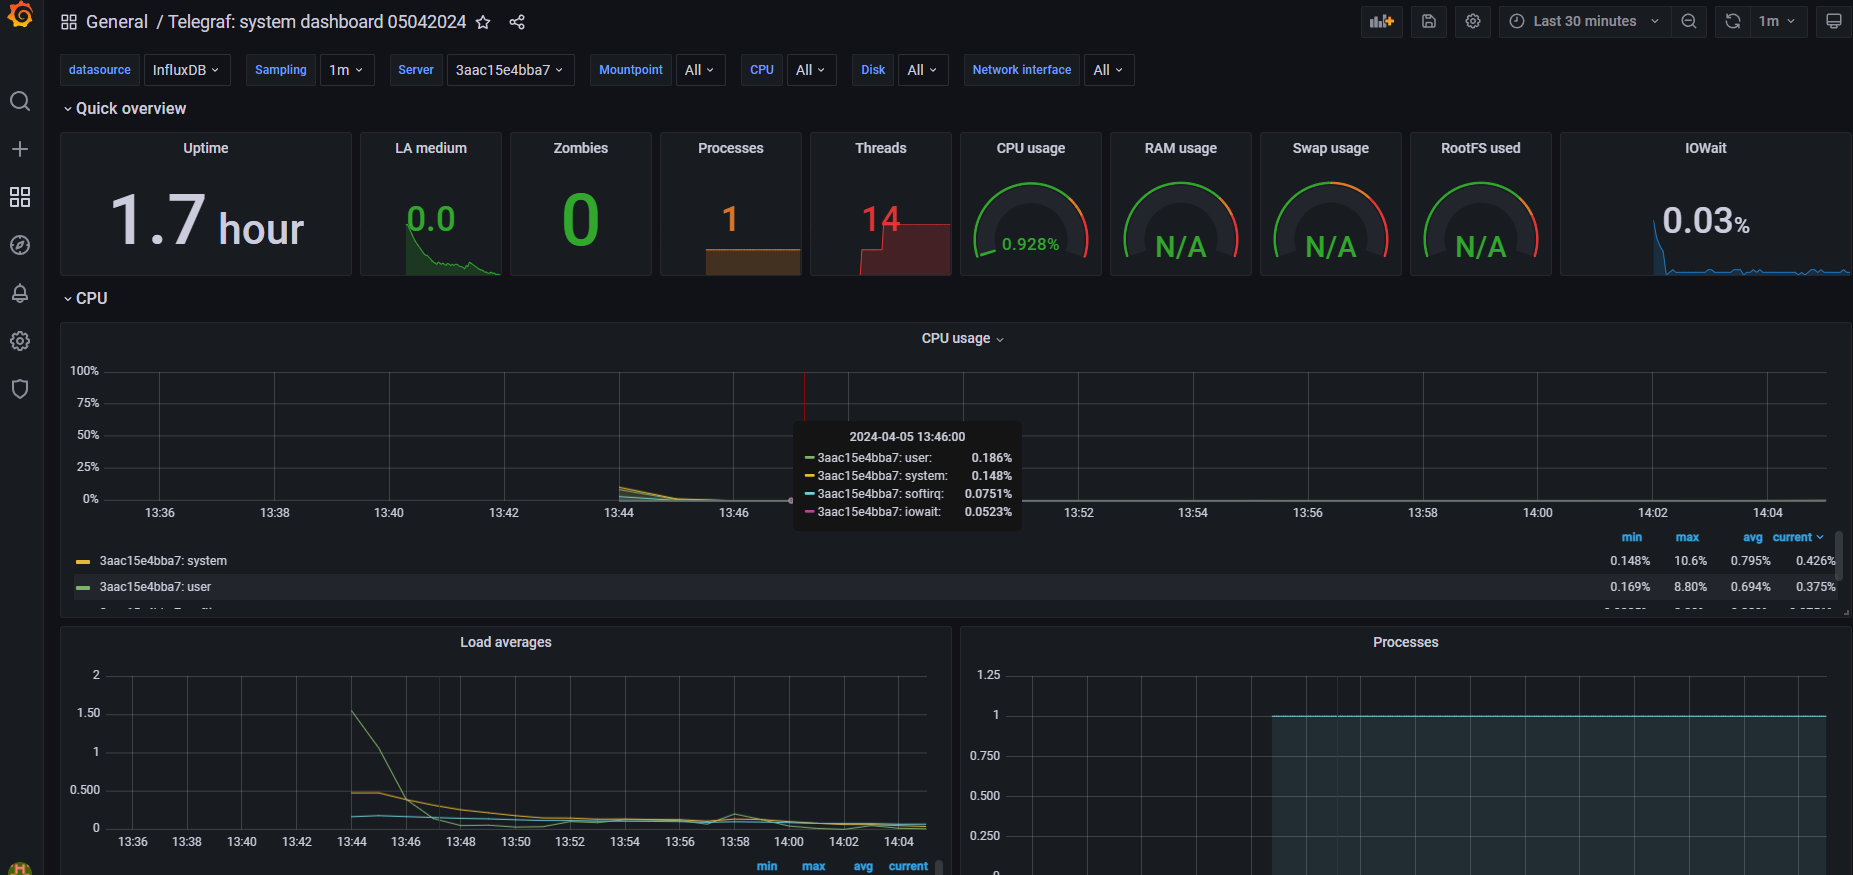 General / Telegraf: system dashboard 05042024
Last 30 minutes
1m
datasource InfluxDB Sampling 1m Server 3aac15e4bba7 Mountpoint All CPU All Disk All Network interface All
Quick overview
Uptime
1.7 hour
LA medium
0.0
Zombies
0
Processes
1
Threads
14
CPU usage
0.928%
RAM usage
N/A
Swap usage
N/A
RootFS used
N/A
IOWait
0.03%
CPU
CPU usage
100%
75%
50%
25%
0%
13:36 13:38 13:40 13:42 13:44 13:46 13:52 13:54 13:56 13:58 14:00 14:02 14:04
2024-04-05 13:46:00
3aac15e4bba7: user: 0.186%
3aac15e4bba7: system: 0.148%
3aac15e4bba7: softirq: 0.0751%
3aac15e4bba7: iowait: 0.0523%
min max avg current
3aac15e4bba7: system 0.148% 10.6% 0.795% 0.426%
3aac15e4bba7: user 0.169% 8.80% 0.694% 0.375%
Load averages
2
1.50
1
0.500
0
13:36 13:38 13:40 13:42 13:44 13:46 13:48 13:50 13:52 13:54 13:56 13:58 14:00 14:02 14:04
min max avg current
Processes
1.25
1
0.750
0.500
0.250
0